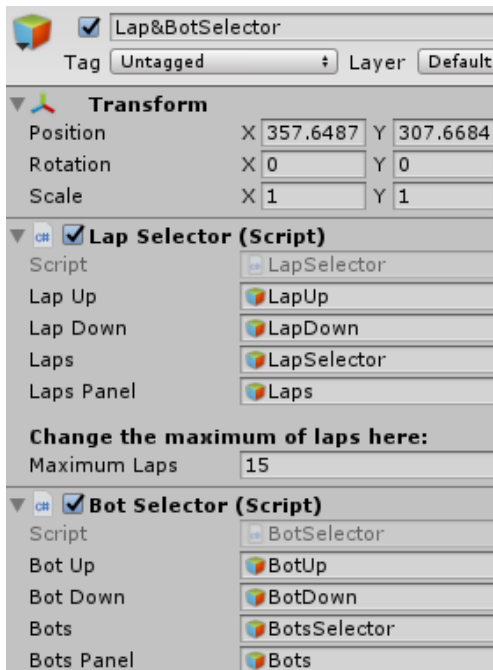 Lap&BotSelector
Tag Untagged Layer Default
Transform
Position X 357.6487 Y 307.6684
Rotation X 0 Y 0
Scale X 1 Y 1
c# Lap Selector (Script)
Script LapSelector
Lap Up LapUp
Lap Down LapDown
Laps LapSelector
Laps Panel Laps
Change the maximum of laps here:
Maximum Laps 15
c# Bot Selector (Script)
Script BotSelector
Bot Up BotUp
Bot Down BotDown
Bots BotsSelector
Bots Panel Bots